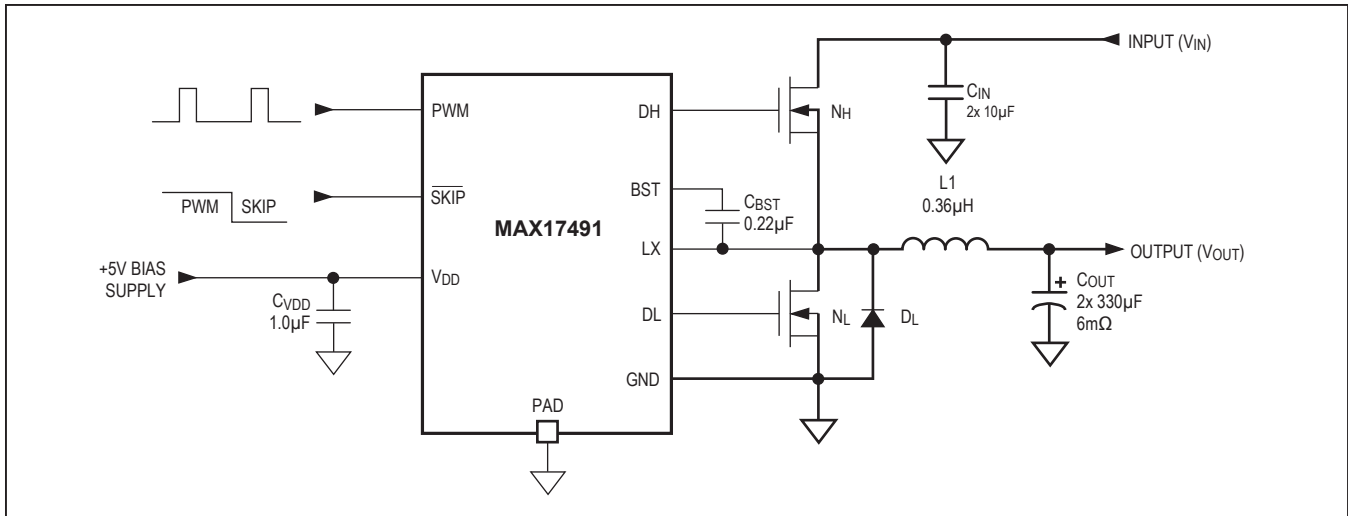 INPUT (VIN)
CIN
2x 10µF
PWM
DH
NH
L1
0.36µH
BST
CBST
0.22µF
PWM SKIP
SKIP
MAX17491
LX
OUTPUT (VOUT)
+5V BIAS
SUPPLY
VDD
CVDD
1.0µF
+
COUT
2x 330µF
6mΩ
DL
NL
DL
GND
PAD